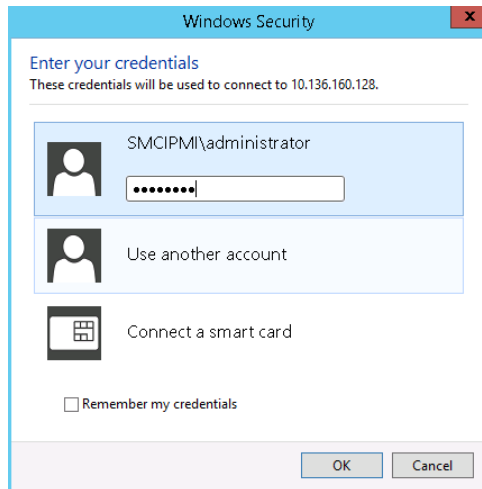 Windows Security
x
Enter your credentials
These credentials will be used to connect to 10.136.160.128.
SMCIPMI\administrator
••••••••
Use another account
Connect a smart card
Remember my credentials
OK
Cancel